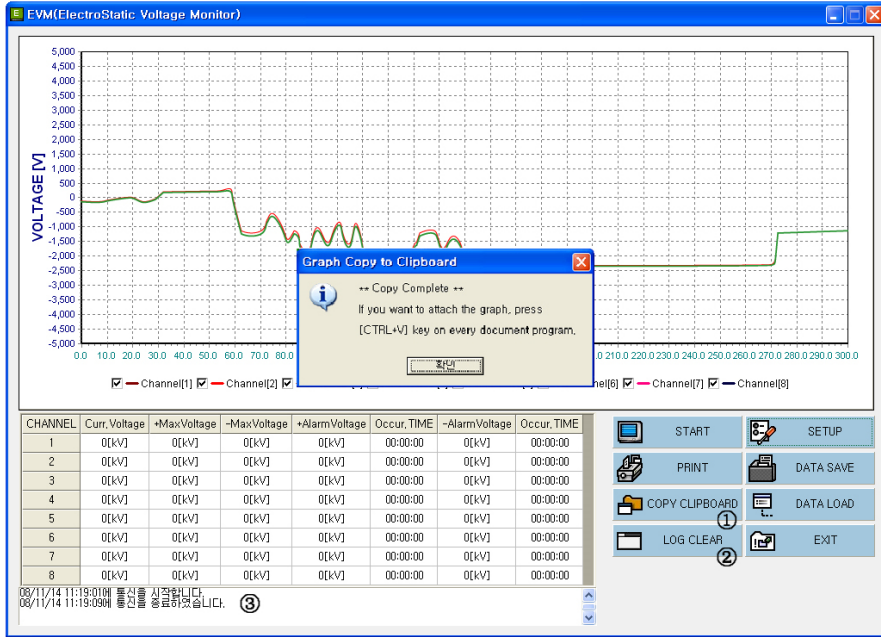 EVM(ElectroStatic Voltage Monitor)
VOLTAGE [V]
5,000
4,500
4,000
3,500
3,000
2,500
2,000
1,500
1,000
500
0
-500
-1,000
-1,500
-2,000
-2,500
-3,000
-3,500
-4,000
-4,500
-5,000
0.0 10.0 20.0 30.0 40.0 50.0 60.0 70.0 80.0 210.0 220.0 230.0 240.0 250.0 260.0 270.0 280.0 290.0 300.0
Channel[1] Channel[2] Channel[7] Channel[8]
Graph Copy to Clipboard
** Copy Complete **
If you want to attach the graph, press
[CTRL+V] key on every document program.
확인
CHANNEL Curr,Voltage +MaxVoltage -MaxVoltage +AlarmVoltage Occur,TIME -AlarmVoltage Occur,TIME
1 0[kV] 0[kV] 0[kV] 0[kV] 00:00:00 0[kV] 00:00:00
2 0[kV] 0[kV] 0[kV] 0[kV] 00:00:00 0[kV] 00:00:00
3 0[kV] 0[kV] 0[kV] 0[kV] 00:00:00 0[kV] 00:00:00
4 0[kV] 0[kV] 0[kV] 0[kV] 00:00:00 0[kV] 00:00:00
5 0[kV] 0[kV] 0[kV] 0[kV] 00:00:00 0[kV] 00:00:00
6 0[kV] 0[kV] 0[kV] 0[kV] 00:00:00 0[kV] 00:00:00
7 0[kV] 0[kV] 0[kV] 0[kV] 00:00:00 0[kV] 00:00:00
8 0[kV] 0[kV] 0[kV] 0[kV] 00:00:00 0[kV] 00:00:00
START SETUP
PRINT DATA SAVE
COPY CLIPBOARD ① DATA LOAD
LOG CLEAR ② EXIT
08/11/14 11:19:01에 통신을 시작합니다.
08/11/14 11:19:09에 통신을 종료하였습니다. ③